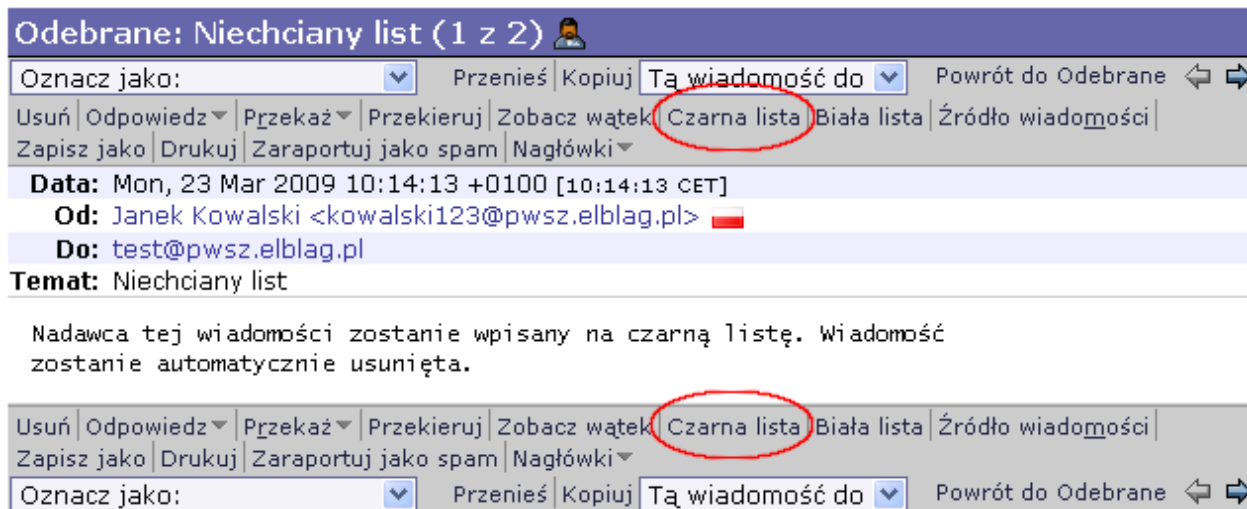 Odebrane: Niechciany list (1 z 2)
Oznacz jako: Przenieś Kopiuj Tą wiadomość do Powrót do Odebrane
Usuń Odpowiedz Przekaż Przekieruj Zobacz wątek Czarna lista Biała lista Źródło wiadomości
Zapisz jako Drukuj Zaraportuj jako spam Nagłówki
Data: Mon, 23 Mar 2009 10:14:13 +0100 [10:14:13 CET]
Od: Janek Kowalski <kowalski123@pwsz.elblag.pl>
Do: test@pwsz.elblag.pl
Temat: Niechciany list
Nadawca tej wiadomości zostanie wpisany na czarną listę. Wiadomość
zostanie automatycznie usunięta.
Usuń Odpowiedz Przekaż Przekieruj Zobacz wątek Czarna lista Biała lista Źródło wiadomości
Zapisz jako Drukuj Zaraportuj jako spam Nagłówki
Oznacz jako: Przenieś Kopiuj Tą wiadomość do Powrót do Odebrane